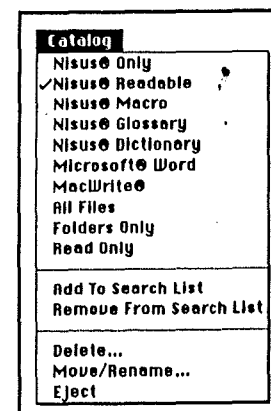 Catalog
Nisus® Only
✓Nisus® Readable
Nisus® Macro
Nisus® Glossary
Nisus® Dictionary
Microsoft® Word
MacWrite®
All Files
Folders Only
Read Only
Add To Search List
Remove From Search List
Delete...
Move/Rename...
Eject